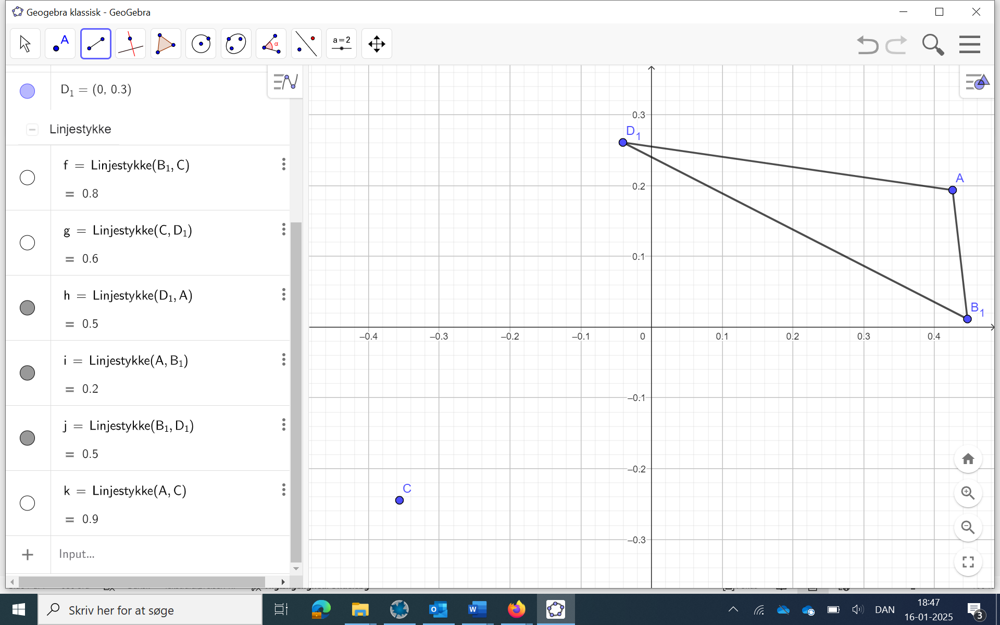 Geogebra klassisk - GeoGebra
A
α
a = 2
D₁ = (0, 0.3)
Linjestykke
f = Linjestykke(B₁, C)
= 0.8
g = Linjestykke(C, D₁)
= 0.6
h = Linjestykke(D₁, A)
= 0.5
i = Linjestykke(A, B₁)
= 0.2
j = Linjestykke(B₁, D₁)
= 0.5
k = Linjestykke(A, C)
= 0.9
Input...
0.3
D₁
A
0.2
0.1
B₁
–0.4 –0.3 –0.2 –0.1 0 0.1 0.2 0.3 0.4
–0.1
–0.2
C
–0.3
Skriv her for at søge
DAN
18:47
16-01-2025
3